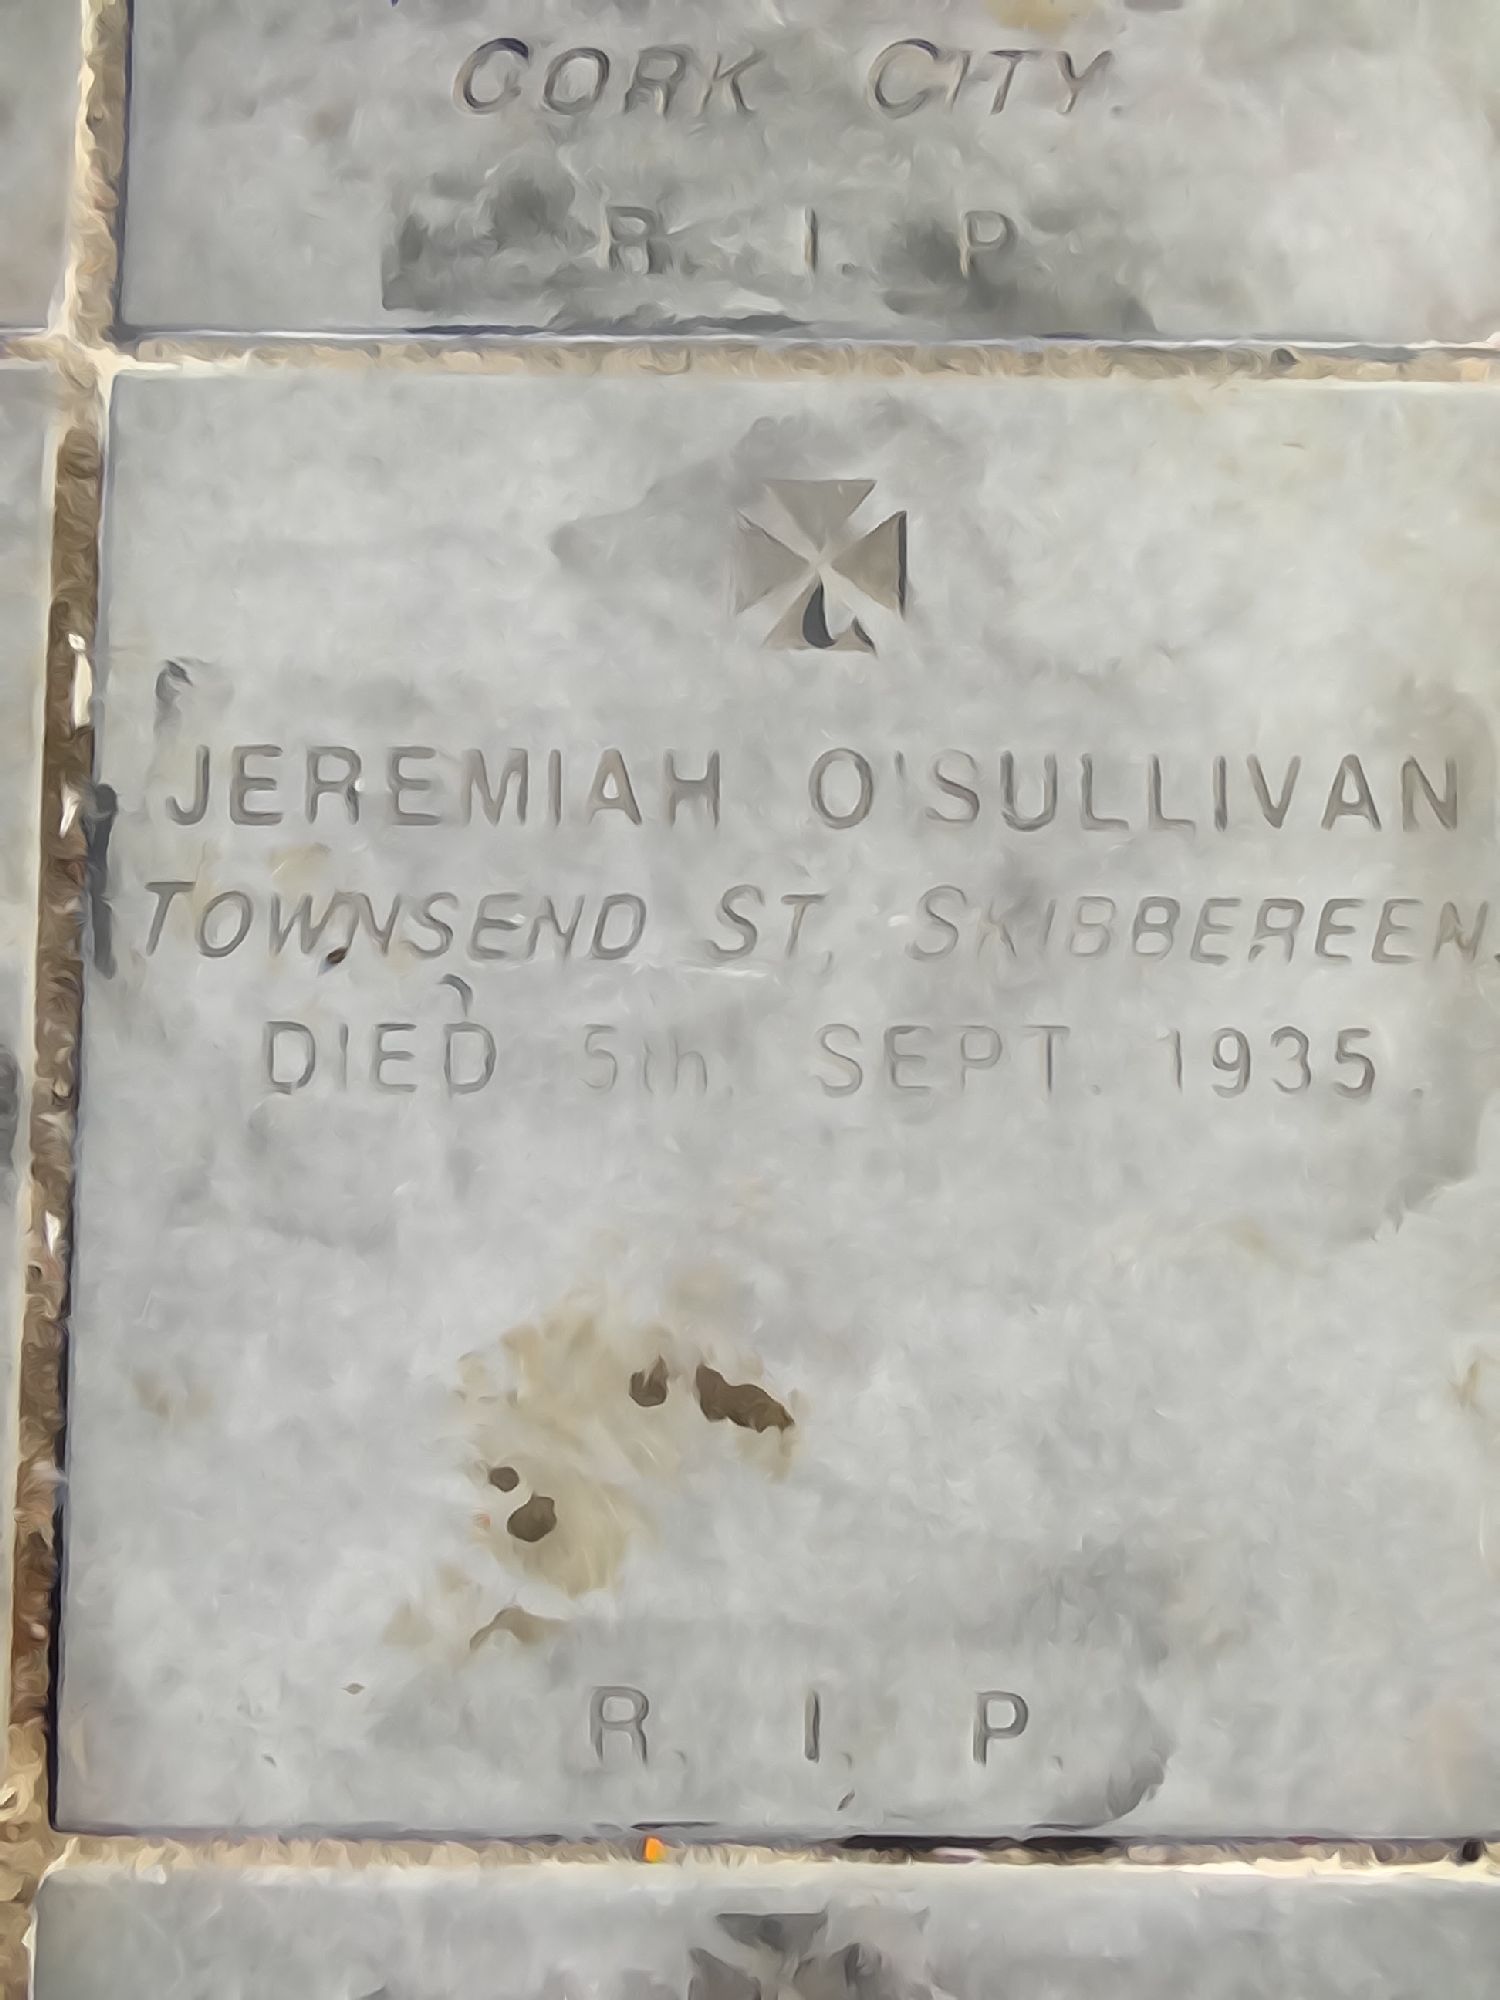 CORK CITY.
R. I. P.
JEREMIAH O'SULLIVAN
TOWNSEND ST, SKIBBEREEN.
DIED 5th. SEPT. 1935.
R. I. P.